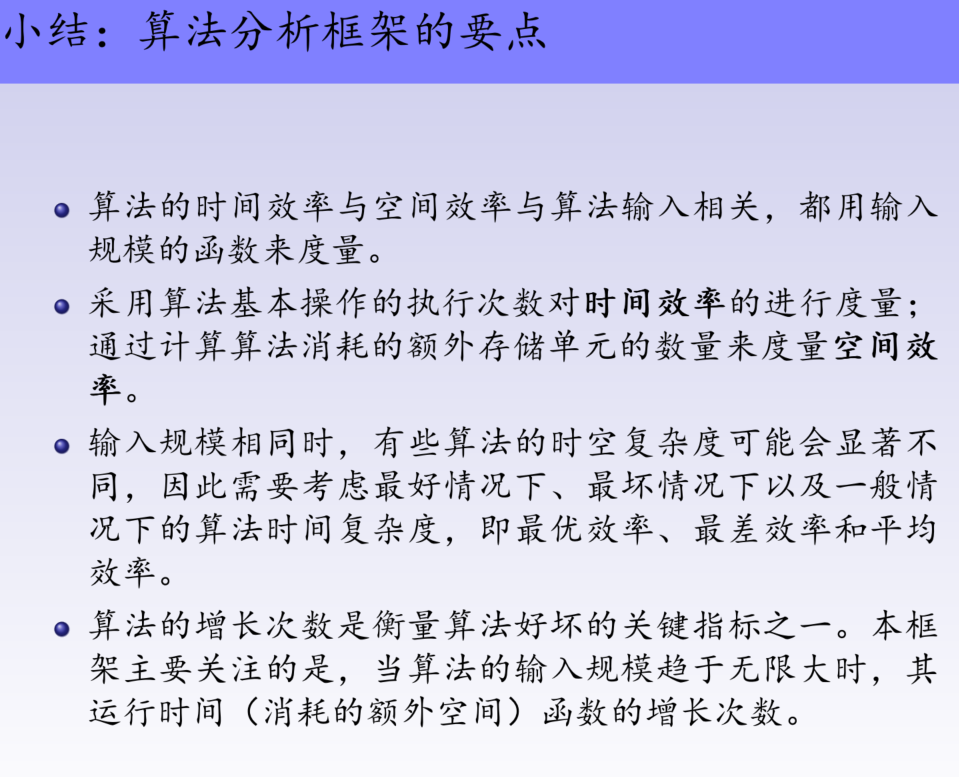 小结：算法分析框架的要点
算法的时间效率与空间效率与算法输入相关，都用输入
规模的函数来度量。
采用算法基本操作的执行次数对时间效率的进行度量；
通过计算算法消耗的额外存储单元的数量来度量空间效
率。
输入规模相同时，有些算法的时空复杂度可能会显著不
同，因此需要考虑最好情况下、最坏情况下以及一般情
况下的算法时间复杂度，即最优效率、最差效率和平均
效率。
算法的增长次数是衡量算法好坏的关键指标之一。本框
架主要关注的是，当算法的输入规模趋于无限大时，其
运行时间（消耗的额外空间）函数的增长次数。